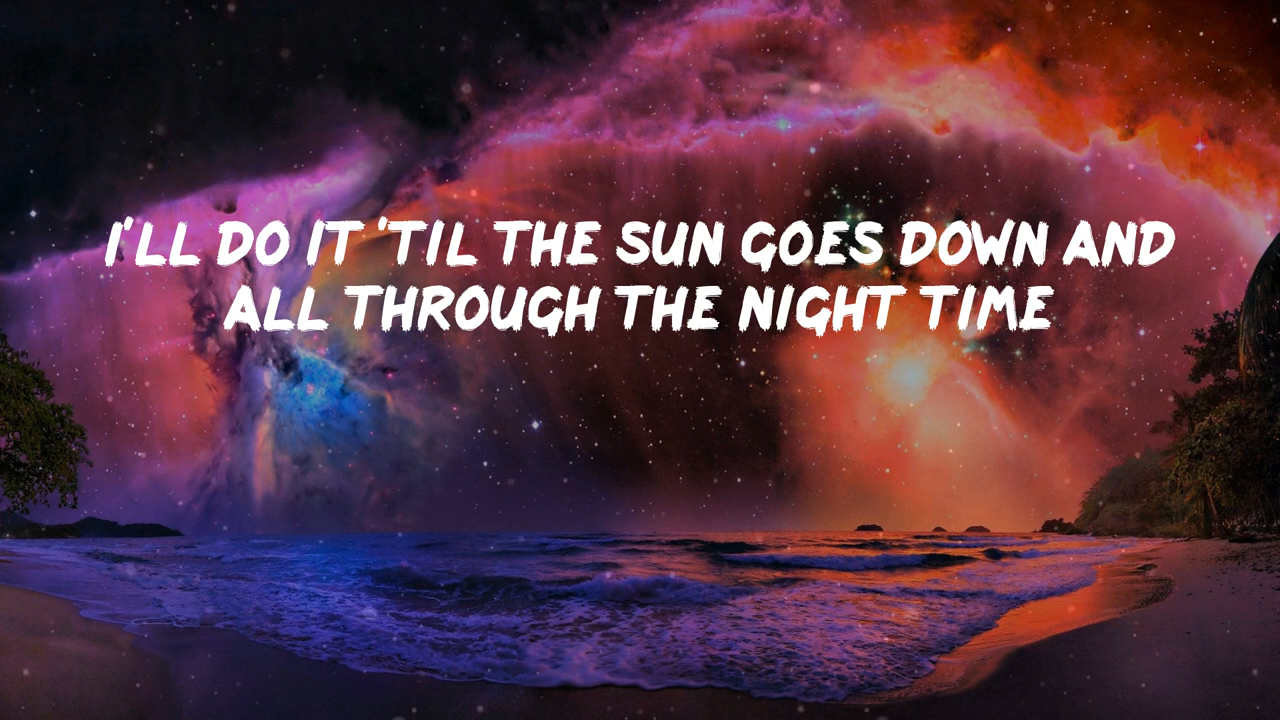 I'LL DO IT 'TIL THE SUN GOES DOWN AND
ALL THROUGH THE NIGHT TIME